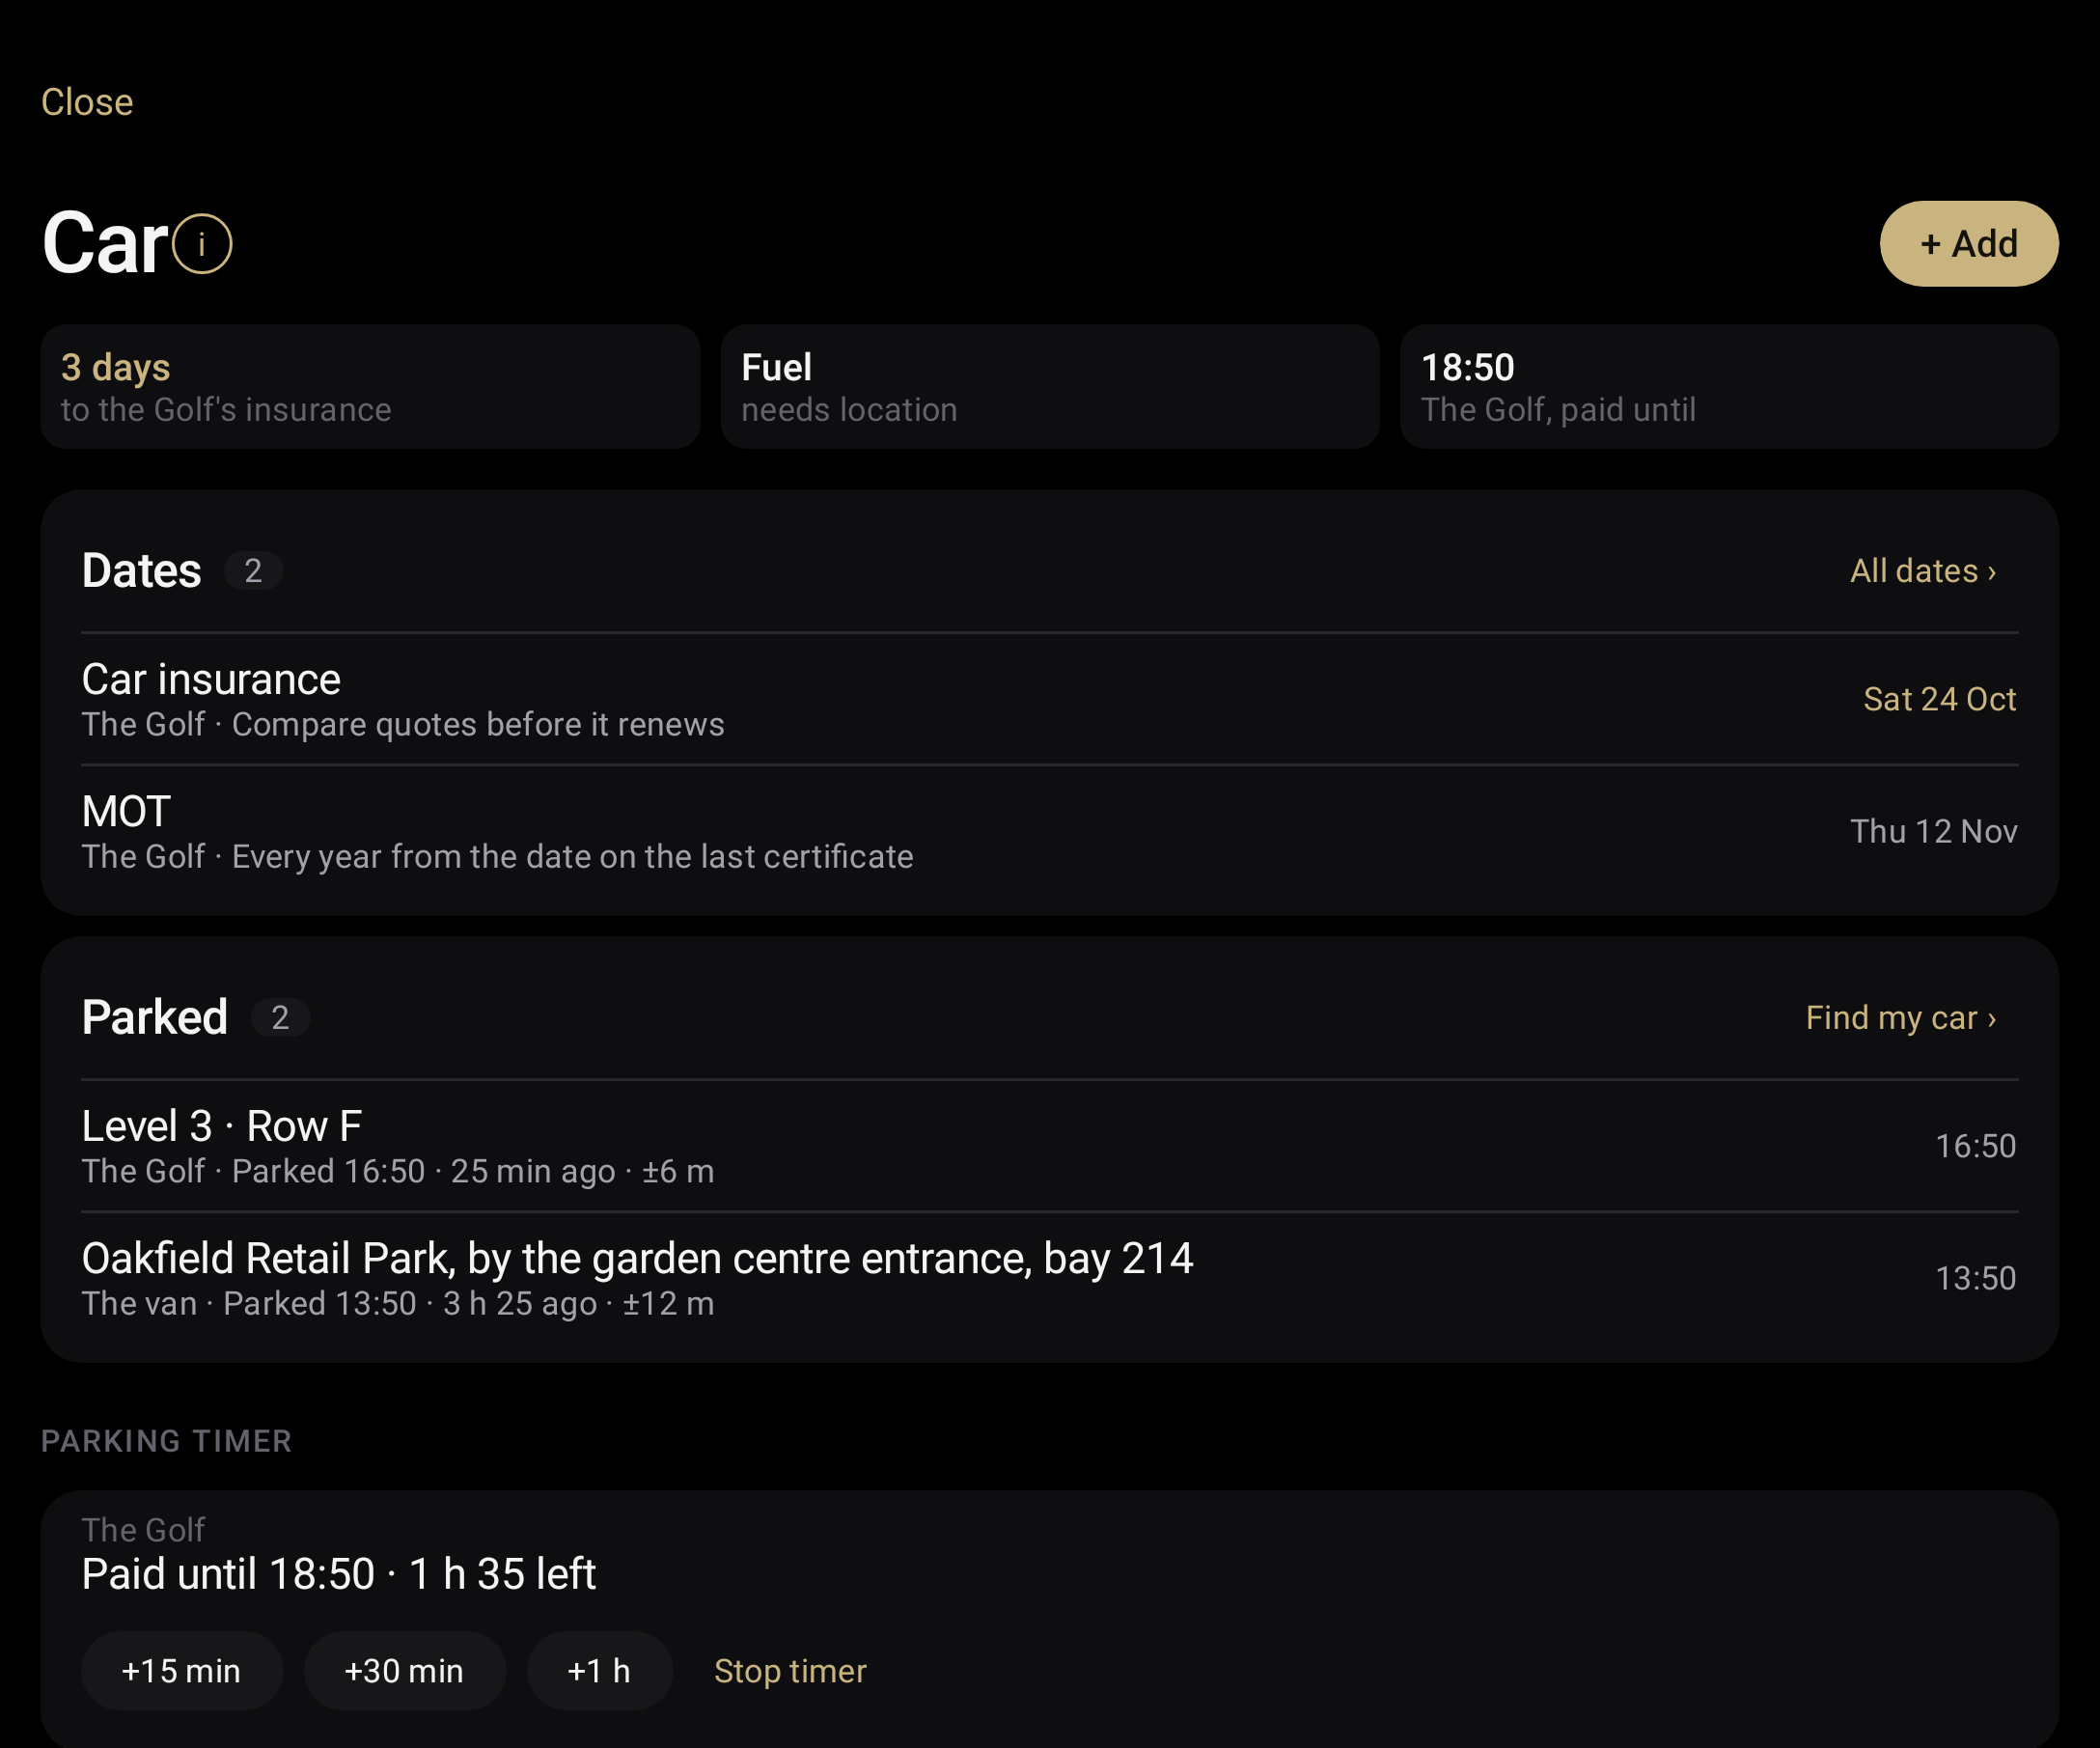 Close
Car i
+ Add
3 days
to the Golf's insurance
Fuel
needs location
18:50
The Golf, paid until
Dates 2
All dates ›
Car insurance
The Golf · Compare quotes before it renews
Sat 24 Oct
MOT
The Golf · Every year from the date on the last certificate
Thu 12 Nov
Parked 2
Find my car ›
Level 3 · Row F
The Golf · Parked 16:50 · 25 min ago · ±6 m
16:50
Oakfield Retail Park, by the garden centre entrance, bay 214
The van · Parked 13:50 · 3 h 25 ago · ±12 m
13:50
PARKING TIMER
The Golf
Paid until 18:50 · 1 h 35 left
+15 min
+30 min
+1 h
Stop timer